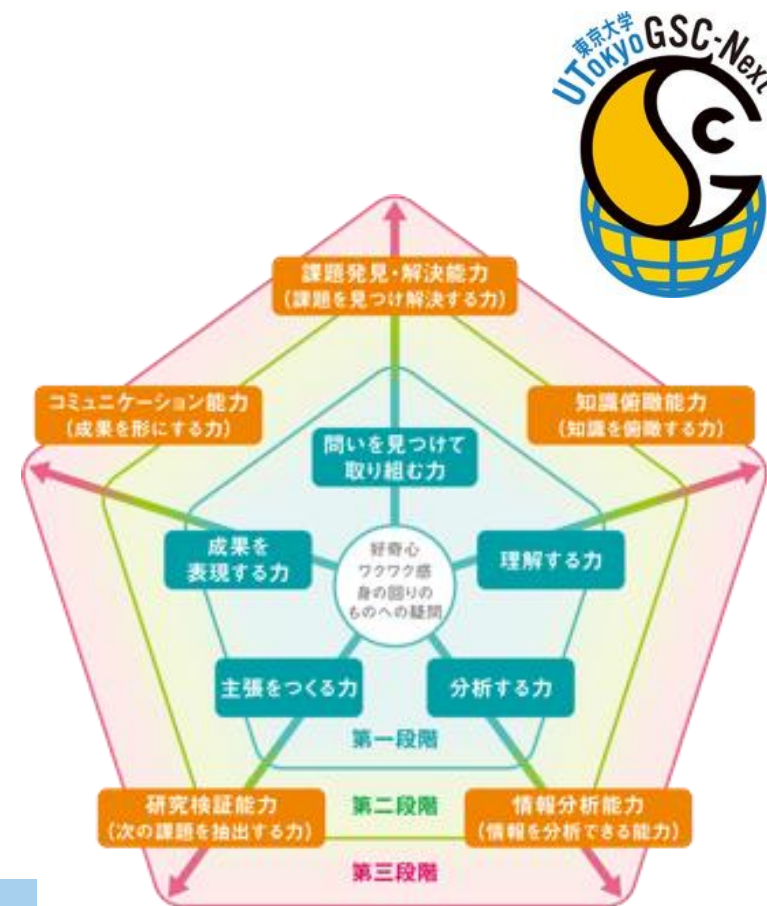 東京大学
UTokyo GSC-Next
GSC
課題発見・解決能力
(課題を見つけ解決する力)
コミュニケーション能力
(成果を形にする力)
知識俯瞰能力
(知識を俯瞰する力)
問いを見つけて
取り組む力
成果を
表現する力
好奇心
ワクワク感
身の回りの
ものへの疑問
理解する力
主張をつくる力
分析する力
第一段階
研究検証能力
(次の課題を抽出する力)
第二段階
情報分析能力
(情報を分析できる能力)
第三段階